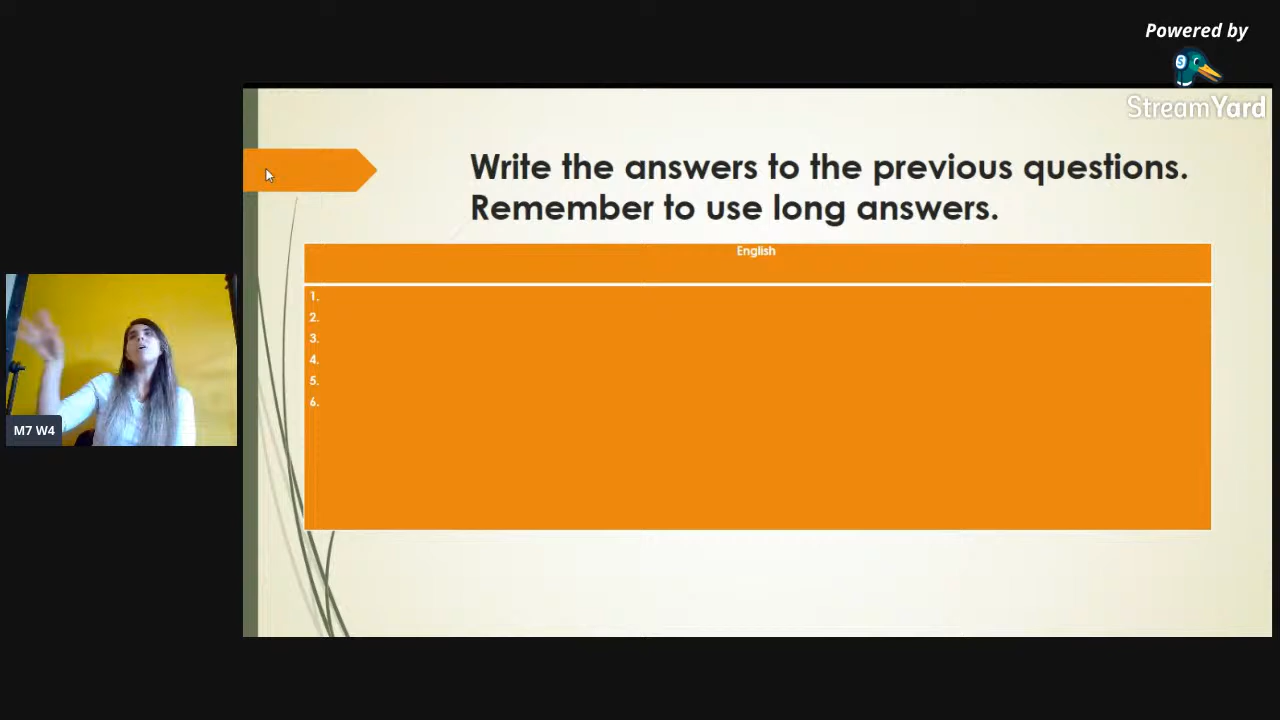 Powered by
StreamYard
Write the answers to the previous questions.
Remember to use long answers.
English
1.
2.
3.
4.
5.
6.
M7 W4